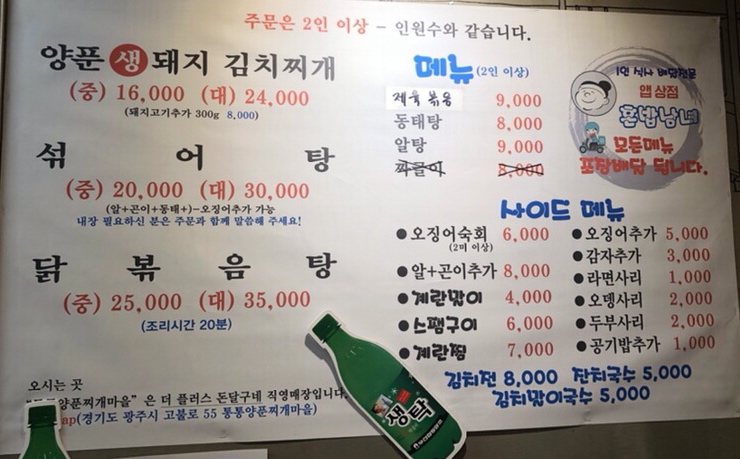 주문은 2인 이상 - 인원수와 같습니다.
양푼 생돼지 김치찌개
(중) 16,000 (대) 24,000
(돼지고기추가 300g 8,000)
섞어탕
(중) 20,000 (대) 30,000
(알+곤이+동태+)-오징어추가 가능
내장 필요하신 분은 주문과 함께 말씀해 주세요!
닭볶음탕
(중) 25,000 (대) 35,000
(조리시간 20분)
오시는 곳
양푼찌개마을" 은 더 플러스 돈달구네 직영매장입니다.
(경기도 광주시 고불로 55 통통양푼찌개마을)
메뉴(2인 이상)
제육볶음 9,000
동태탕 8,000
알탕 9,000
짜글이 8,000
1인 식사 배달전문
앱 상점
혼밥남녀
모든메뉴
포장배달 됩니다.
사이드 메뉴
● 오징어숙회 6,000
(2미 이상)
● 알+곤이추가 8,000
● 계란말이 4,000
● 스팸구이 6,000
● 계란찜 7,000
● 오징어추가 5,000
● 감자추가 3,000
● 라면사리 1,000
● 오뎅사리 2,000
● 두부사리 2,000
● 공기밥추가 1,000
김치전 8,000 잔치국수 5,000
김치말이국수 5,000
생탁